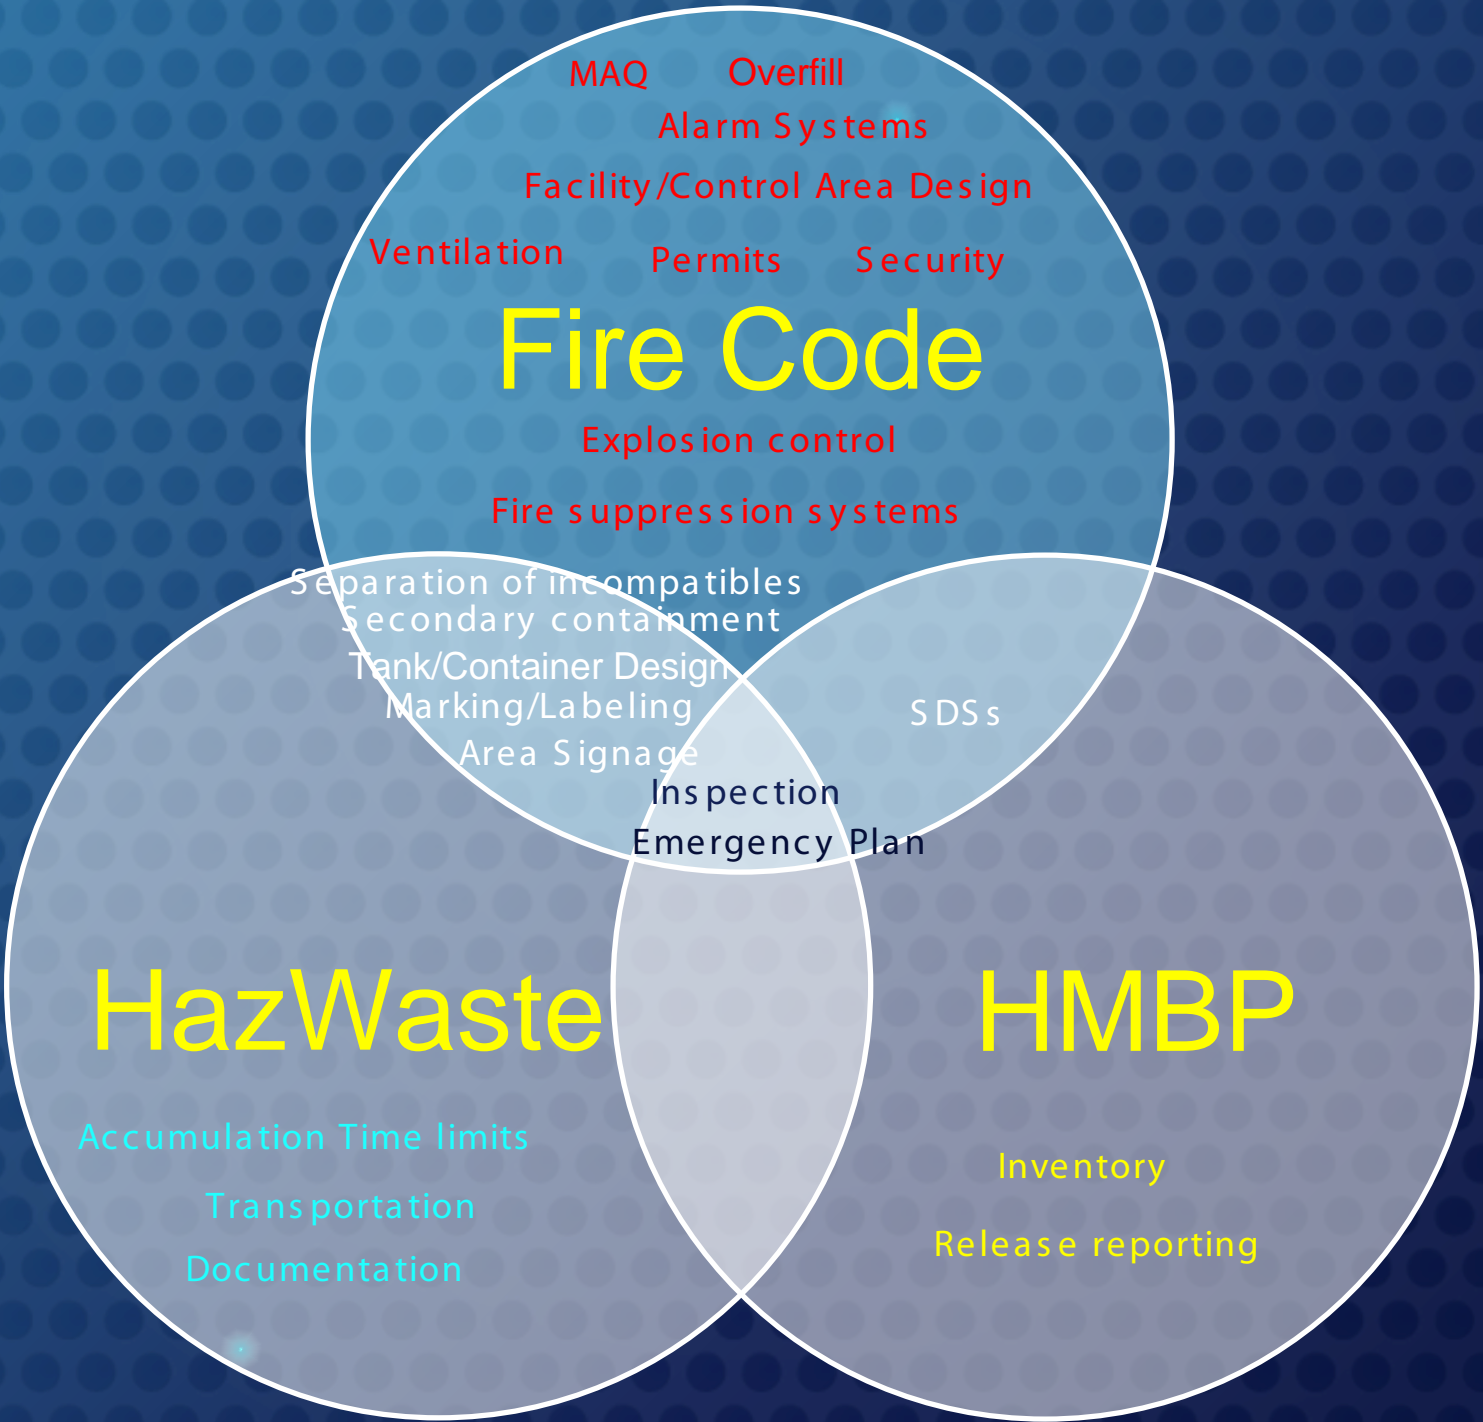 MAQ Overfill
Alarm Systems
Facility/Control Area Design
Ventilation Permits Security
Fire Code
Explosion control
Fire suppression systems
Separation of incompatibles
Secondary containment
Tank/Container Design
Marking/Labeling
SDSs
Area Signage
Inspection
Emergency Plan
HazWaste
HMBP
Accumulation Time limits
Transportation
Documentation
Inventory
Release reporting